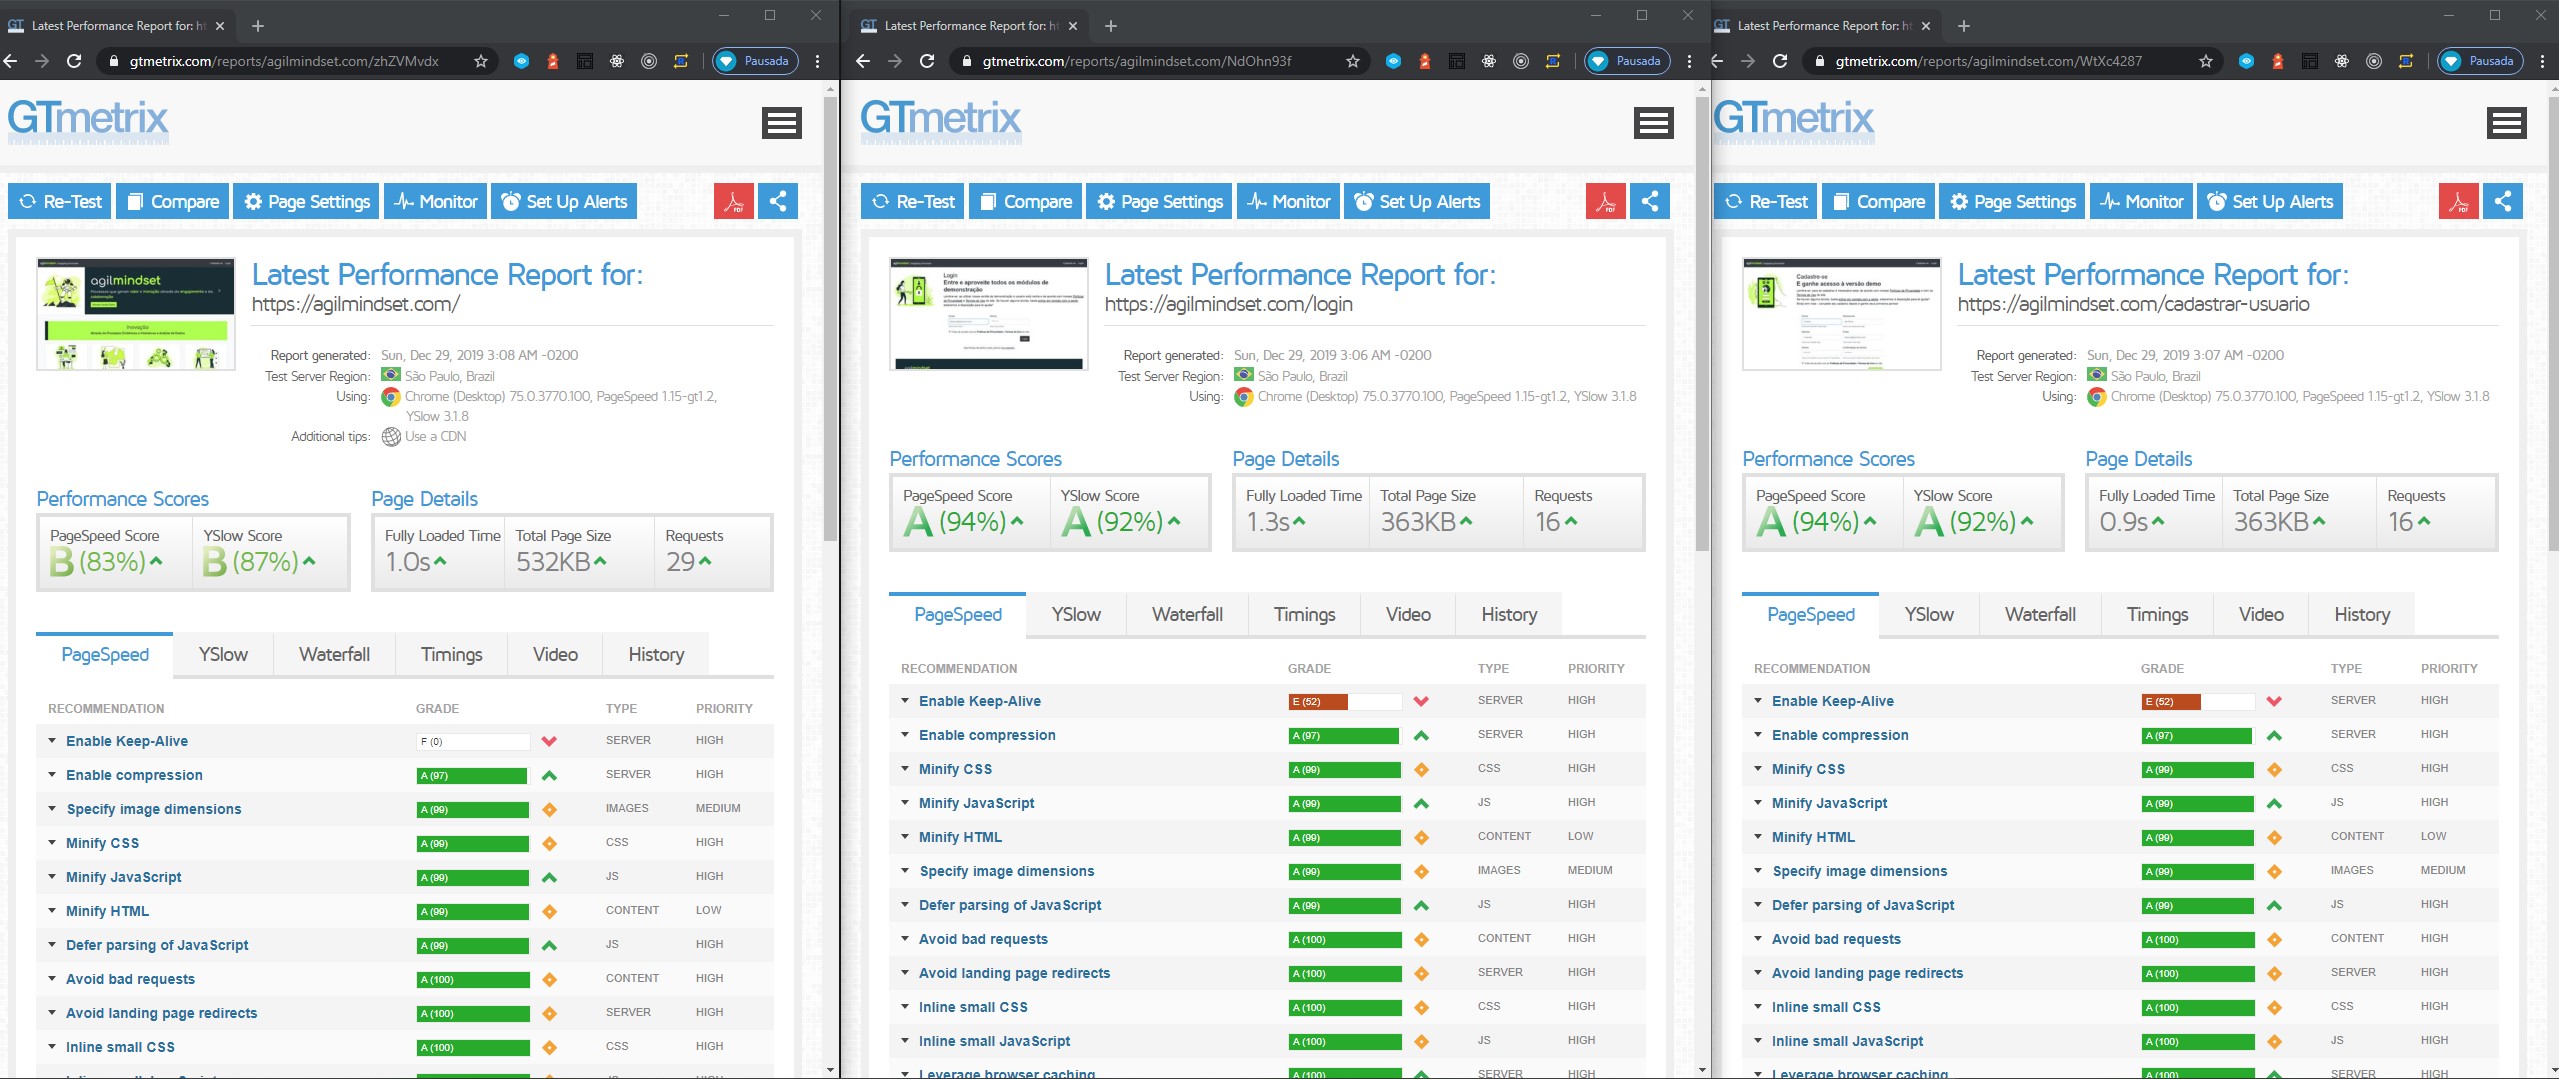 Latest Performance Report for: ht
gtmetrix.com/reports/agilmindset.com/zhZVMvdx
Pausada
GTmetrix
Re-Test
Compare
Page Settings
Monitor
Set Up Alerts
PDF
agilmindset
Inovação
Latest Performance Report for:
https://agilmindset.com/
Report generated: Sun, Dec 29, 2019 3:08 AM -0200
Test Server Region: São Paulo, Brazil
Using: Chrome (Desktop) 75.0.3770.100, PageSpeed 1.15-gt1.2,
YSlow 3.1.8
Additional tips: Use a CDN
Performance Scores
PageSpeed Score
B (83%)
YSlow Score
B (87%)
Page Details
Fully Loaded Time
1.0s
Total Page Size
532KB
Requests
29
PageSpeed YSlow Waterfall Timings Video History
RECOMMENDATION GRADE TYPE PRIORITY
Enable Keep-Alive F (0) SERVER HIGH
Enable compression A (97) SERVER HIGH
Specify image dimensions A (99) IMAGES MEDIUM
Minify CSS A (99) CSS HIGH
Minify JavaScript A (99) JS HIGH
Minify HTML A (99) CONTENT LOW
Defer parsing of JavaScript A (99) JS HIGH
Avoid bad requests A (100) CONTENT HIGH
Avoid landing page redirects A (100) SERVER HIGH
Inline small CSS A (100) CSS HIGH
Latest Performance Report for: ht
gtmetrix.com/reports/agilmindset.com/NdOhn93f
Pausada
GTmetrix
Re-Test
Compare
Page Settings
Monitor
Set Up Alerts
PDF
Login
Entre e aproveite todos os módulos de
demonstração
Latest Performance Report for:
https://agilmindset.com/login
Report generated: Sun, Dec 29, 2019 3:06 AM -0200
Test Server Region: São Paulo, Brazil
Using: Chrome (Desktop) 75.0.3770.100, PageSpeed 1.15-gt1.2, YSlow 3.1.8
Performance Scores
PageSpeed Score
A (94%)
YSlow Score
A (92%)
Page Details
Fully Loaded Time
1.3s
Total Page Size
363KB
Requests
16
PageSpeed YSlow Waterfall Timings Video History
RECOMMENDATION GRADE TYPE PRIORITY
Enable Keep-Alive E (52) SERVER HIGH
Enable compression A (97) SERVER HIGH
Minify CSS A (99) CSS HIGH
Minify JavaScript A (99) JS HIGH
Minify HTML A (99) CONTENT LOW
Specify image dimensions A (99) IMAGES MEDIUM
Defer parsing of JavaScript A (99) JS HIGH
Avoid bad requests A (100) CONTENT HIGH
Avoid landing page redirects A (100) SERVER HIGH
Inline small CSS A (100) CSS HIGH
Inline small JavaScript A (100) JS HIGH
Leverage browser caching A (100) SERVER HIGH
Latest Performance Report for: ht
gtmetrix.com/reports/agilmindset.com/WtXc4287
Pausada
GTmetrix
Re-Test
Compare
Page Settings
Monitor
Set Up Alerts
PDF
Cadastre-se
E ganhe acesso à versão demo
Latest Performance Report for:
https://agilmindset.com/cadastrar-usuario
Report generated: Sun, Dec 29, 2019 3:07 AM -0200
Test Server Region: São Paulo, Brazil
Using: Chrome (Desktop) 75.0.3770.100, PageSpeed 1.15-gt1.2, YSlow 3.1.8
Performance Scores
PageSpeed Score
A (94%)
YSlow Score
A (92%)
Page Details
Fully Loaded Time
0.9s
Total Page Size
363KB
Requests
16
PageSpeed YSlow Waterfall Timings Video History
RECOMMENDATION GRADE TYPE PRIORITY
Enable Keep-Alive E (52) SERVER HIGH
Enable compression A (97) SERVER HIGH
Minify CSS A (99) CSS HIGH
Minify JavaScript A (99) JS HIGH
Minify HTML A (99) CONTENT LOW
Specify image dimensions A (99) IMAGES MEDIUM
Defer parsing of JavaScript A (99) JS HIGH
Avoid bad requests A (100) CONTENT HIGH
Avoid landing page redirects A (100) SERVER HIGH
Inline small CSS A (100) CSS HIGH
Inline small JavaScript A (100) JS HIGH
Leverage browser caching A (100) SERVER HIGH